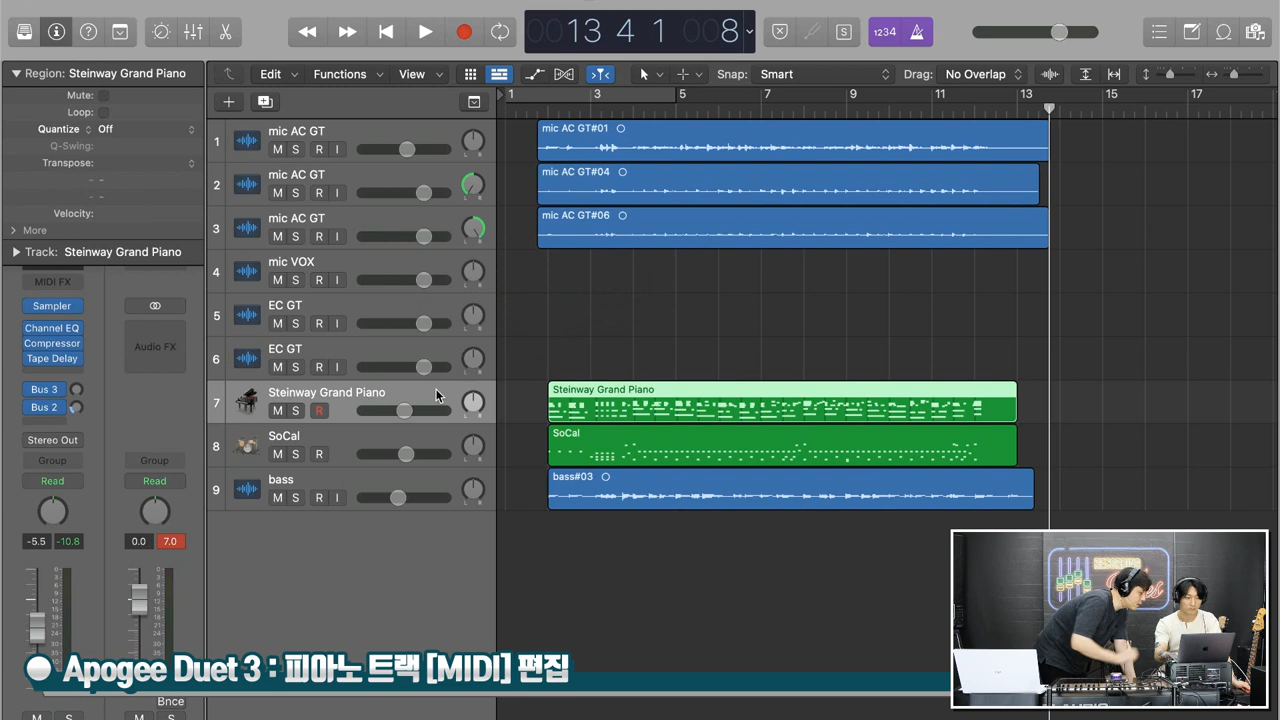 13 4 1 008
1234
Region: Steinway Grand Piano
Mute:
Loop:
Quantize Off
Q-Swing:
Transpose:
Velocity:
More
Track: Steinway Grand Piano
MIDI FX
Sampler
Channel EQ
Compressor
Tape Delay
Audio FX
Bus 3
Bus 2
Stereo Out
Group Group
Read Read
-5.5 -10.8 0.0 7.0
Bnce
M S M S
Edit Functions View Snap: Smart Drag: No Overlap
1 3 5 7 9 11 13 15 17
1 mic AC GT
M S R I
mic AC GT#01
2 mic AC GT
M S R I
mic AC GT#04
3 mic AC GT
M S R I
mic AC GT#06
4 mic VOX
M S R I
5 EC GT
M S R I
6 EC GT
M S R I
7 Steinway Grand Piano
M S R
Steinway Grand Piano
8 SoCal
M S R
SoCal
9 bass
M S R I
bass#03
Apogee Duet 3 : 피아노 트랙 [MIDI] 편집